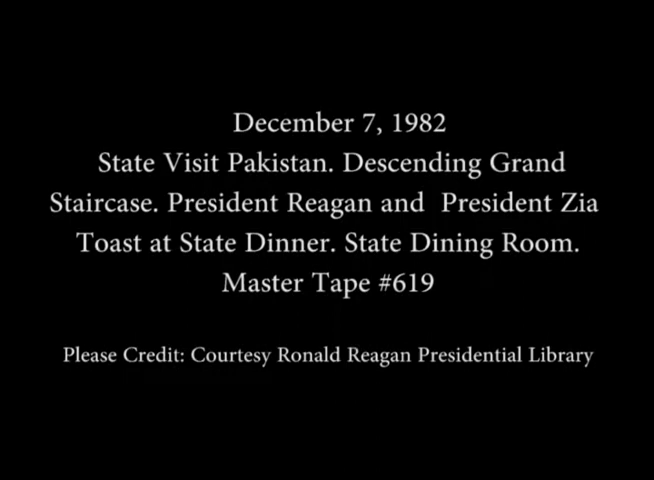 December 7, 1982
State Visit Pakistan. Descending Grand
Staircase. President Reagan and President Zia
Toast at State Dinner. State Dining Room.
Master Tape #619
Please Credit: Courtesy Ronald Reagan Presidential Library